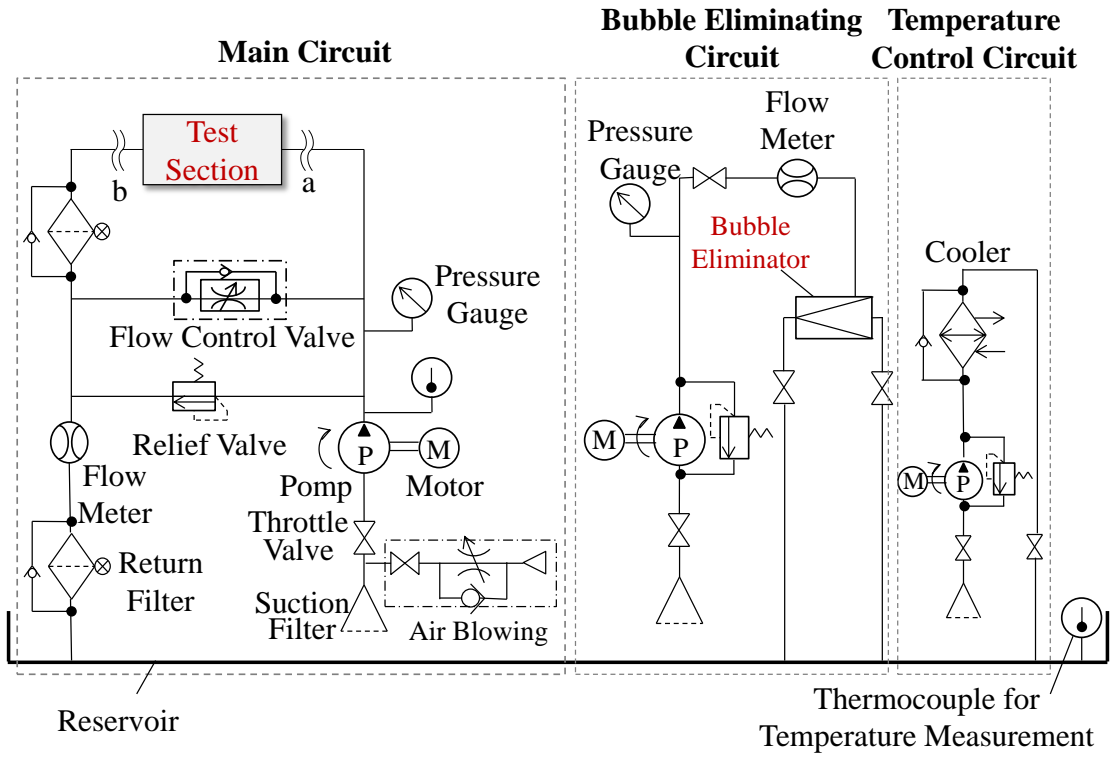 Main Circuit
Bubble Eliminating
Circuit
Temperature
Control Circuit
Test
Section
b
a
Pressure
Gauge
Flow Control Valve
Relief Valve
Flow
Meter
P
M
Pomp
Motor
Throttle
Valve
Return
Filter
Suction
Filter
Air Blowing
Reservoir
Pressure
Gauge
Flow
Meter
Bubble
Eliminator
M
P
Cooler
M
P
Thermocouple for
Temperature Measurement